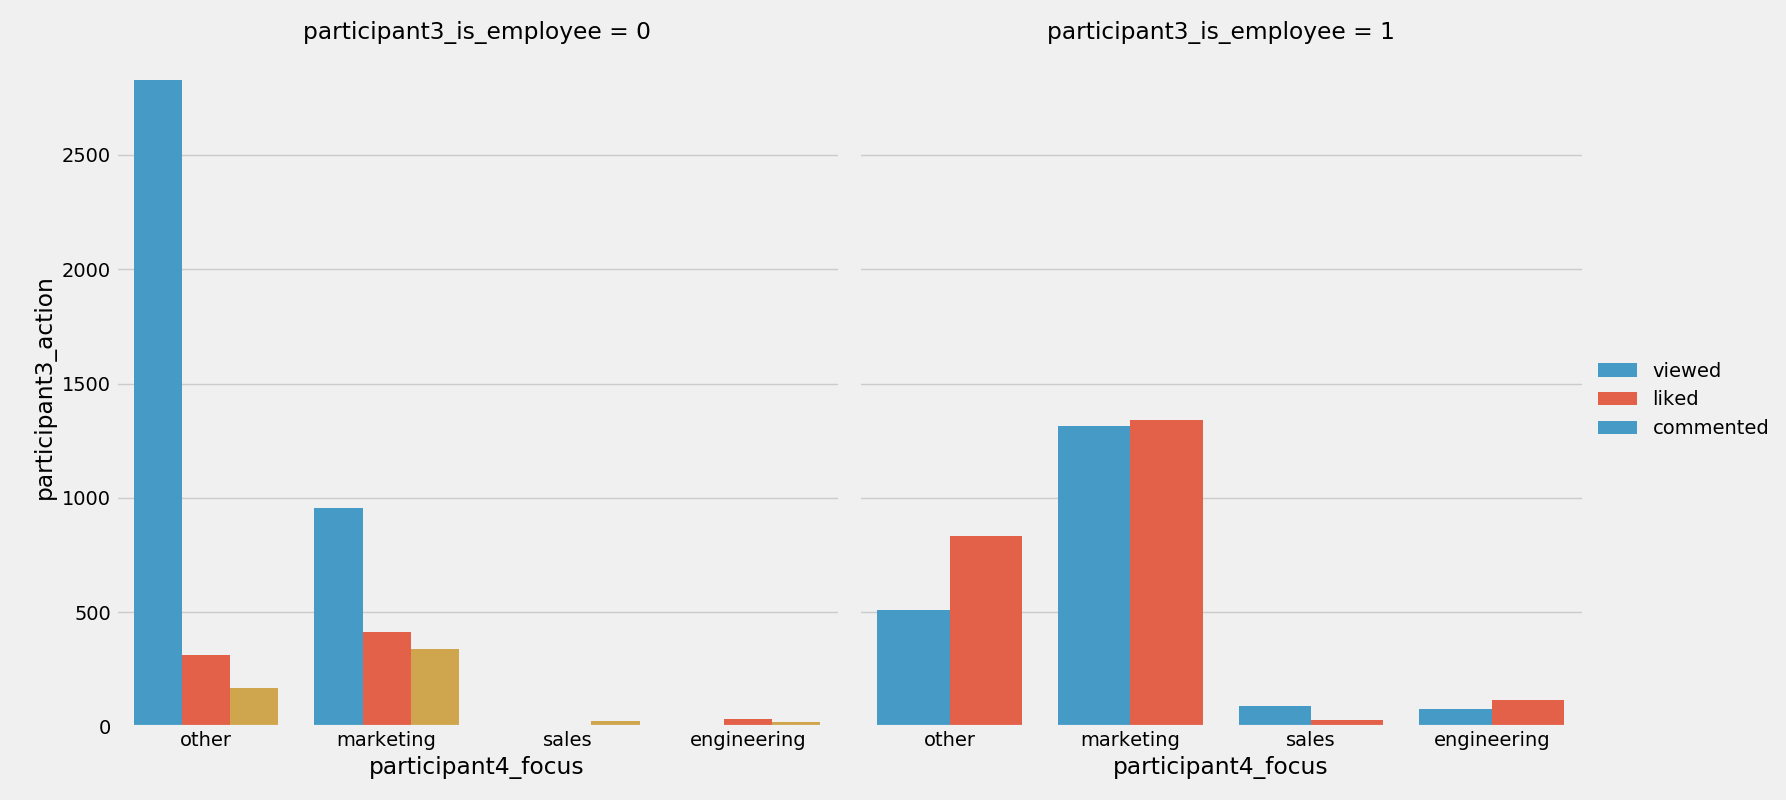 participant3_is_employee = 0
participant3_is_employee = 1
participant3_action
2500
2000
1500
1000
500
0
other marketing sales engineering
participant4_focus
other marketing sales engineering
participant4_focus
viewed
liked
commented